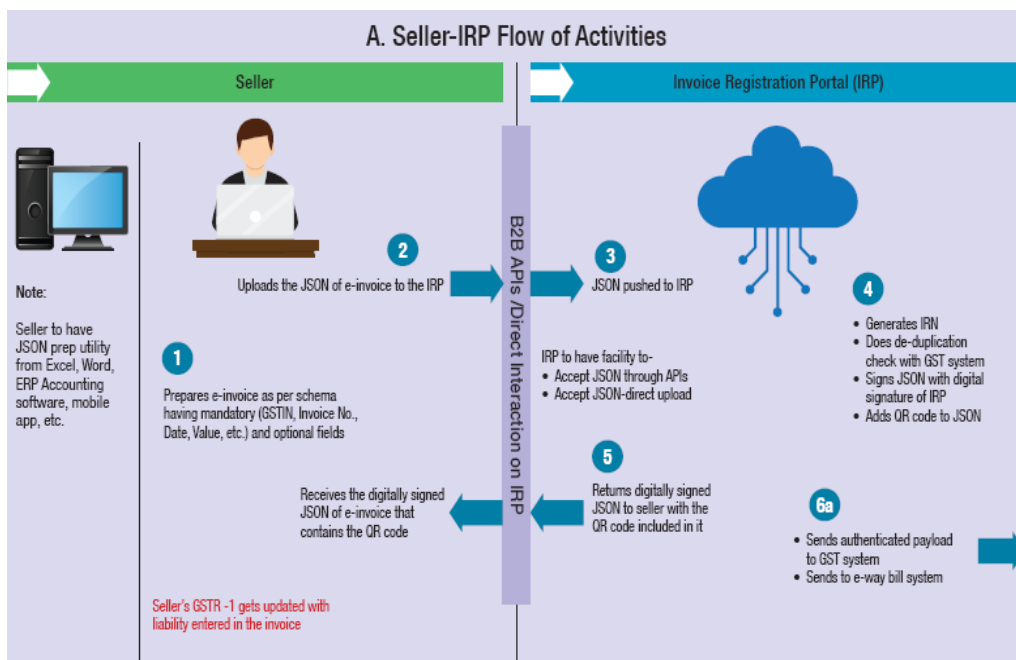 A. Seller-IRP Flow of Activities
Seller
Invoice Registration Portal (IRP)
Note:
Seller to have
JSON prep utility
from Excel, Word,
ERP Accounting
software, mobile
app, etc.
1
Prepares e-invoice as per schema
having mandatory (GSTIN, Invoice No.,
Date, Value, etc.) and optional fields
2
Uploads the JSON of e-invoice to the IRP
B2B APIs /Direct Interaction on IRP
3
JSON pushed to IRP
IRP to have facility to-
• Accept JSON through APIs
• Accept JSON-direct upload
4
• Generates IRN
• Does de-duplication
check with GST system
• Signs JSON with digital
signature of IRP
• Adds QR code to JSON
5
Returns digitally signed
JSON to seller with the
QR code included in it
Receives the digitally signed
JSON of e-invoice that
contains the QR code
6a
• Sends authenticated payload
to GST system
• Sends to e-way bill system
Seller's GSTR -1 gets updated with
liability entered in the invoice